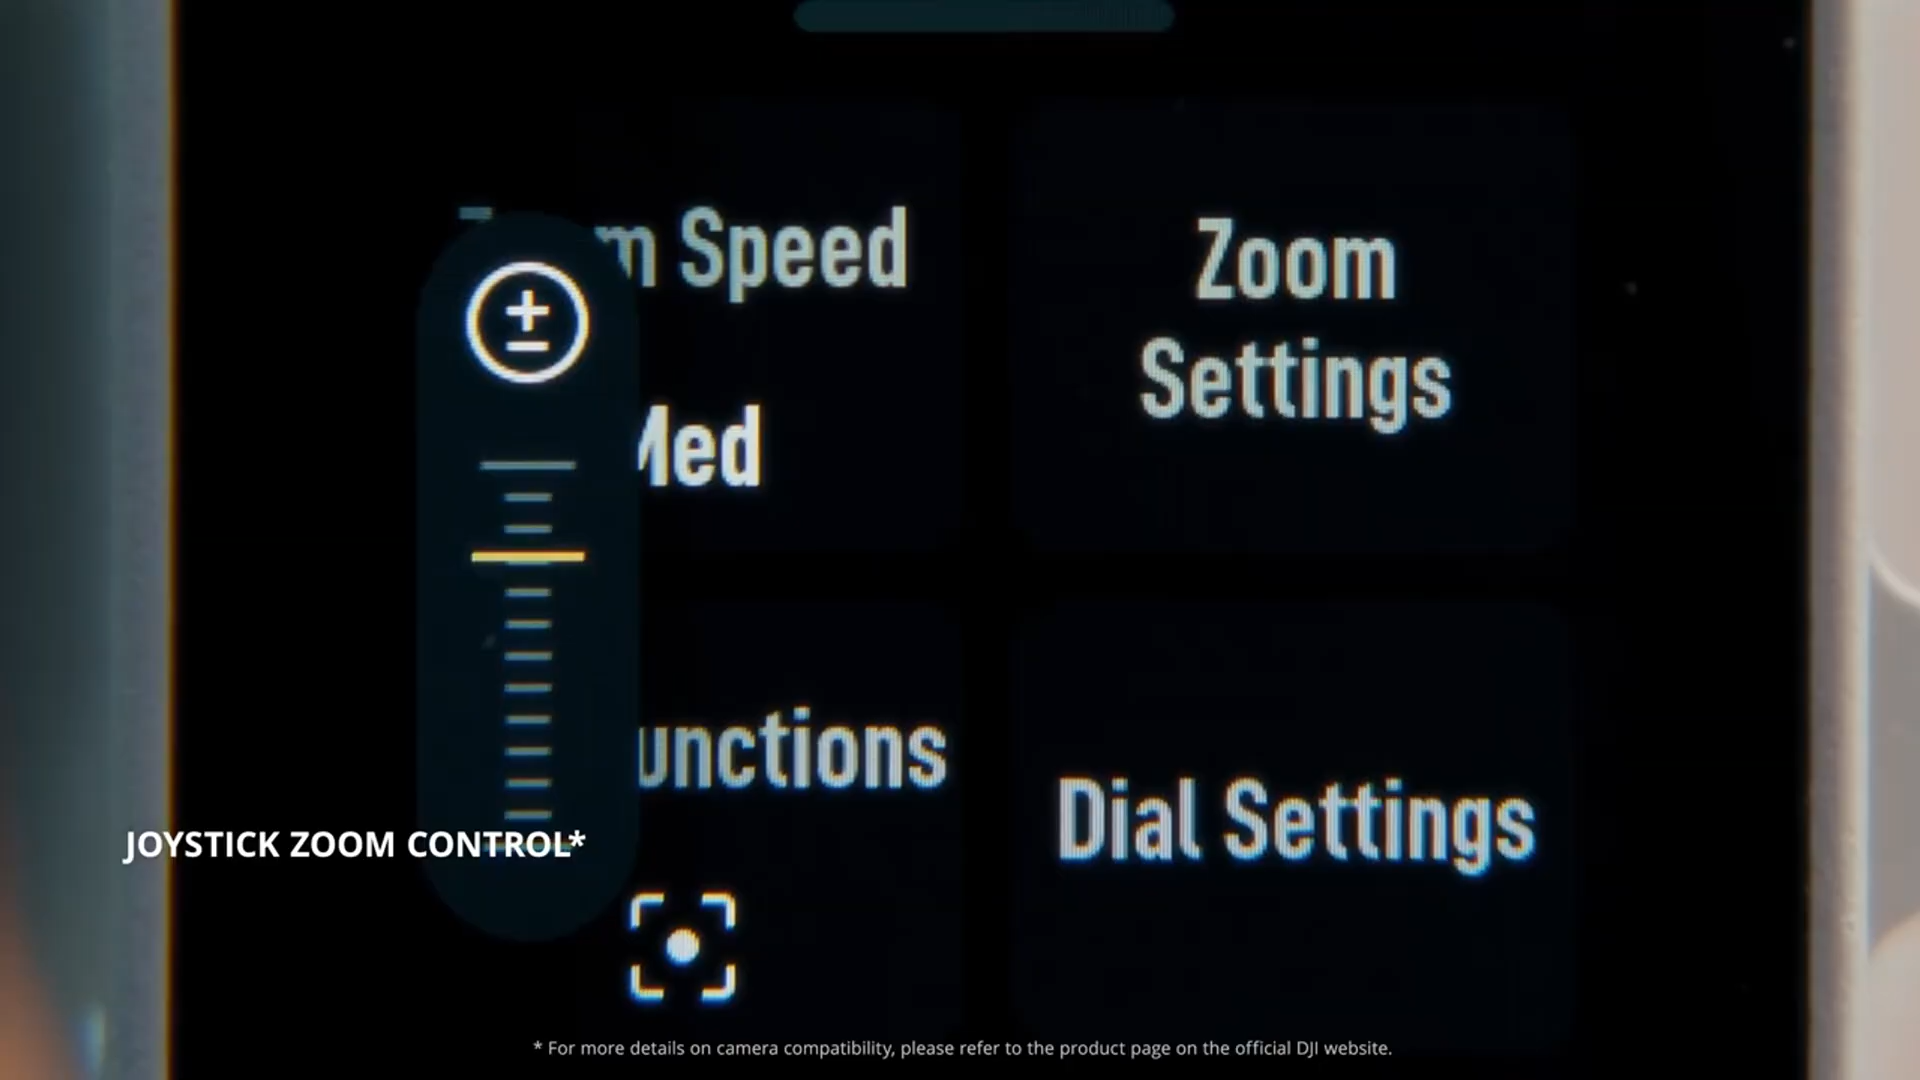 m Speed
Med
Zoom
Settings
unctions
Dial Settings
JOYSTICK ZOOM CONTROL*
* For more details on camera compatibility, please refer to the product page on the official DJI website.